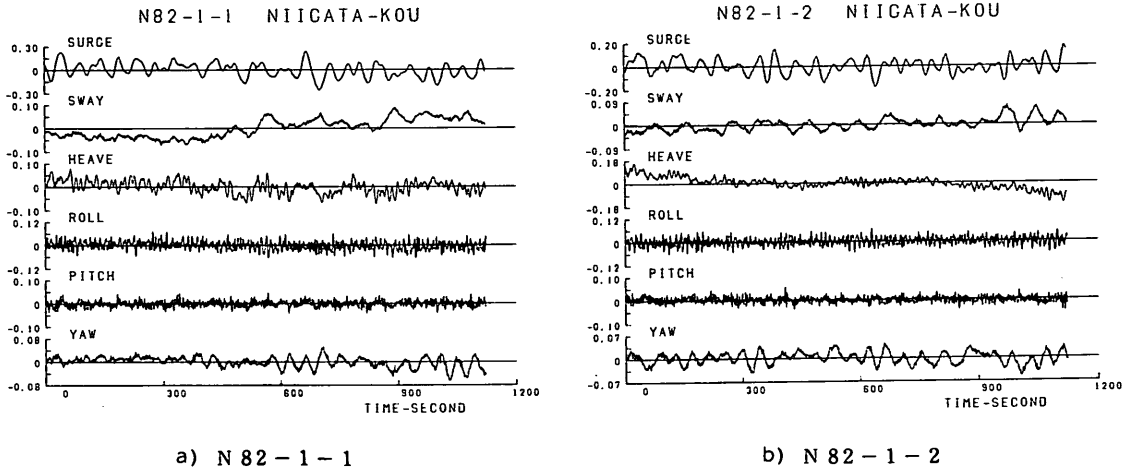 N82-1-1 NIIGATA-KOU
SURGE
0.30
0
-0.30
SWAY
0.10
0
-0.10
HEAVE
0.10
0
-0.10
ROLL
0.12
0
-0.12
PITCH
0.10
0
-0.10
YAW
0.08
0
-0.08
0 300 600 900 1200
TIME-SECOND
a) N 82-1-1
N82-1-2 NIIGATA-KOU
SURGE
0.20
0
-0.20
SWAY
0.09
0
-0.09
HEAVE
0.18
0
-0.18
ROLL
0.12
0
-0.12
PITCH
0.10
0
-0.10
YAW
0.07
0
-0.07
0 300 600 900 1200
TIME-SECOND
b) N 82-1-2